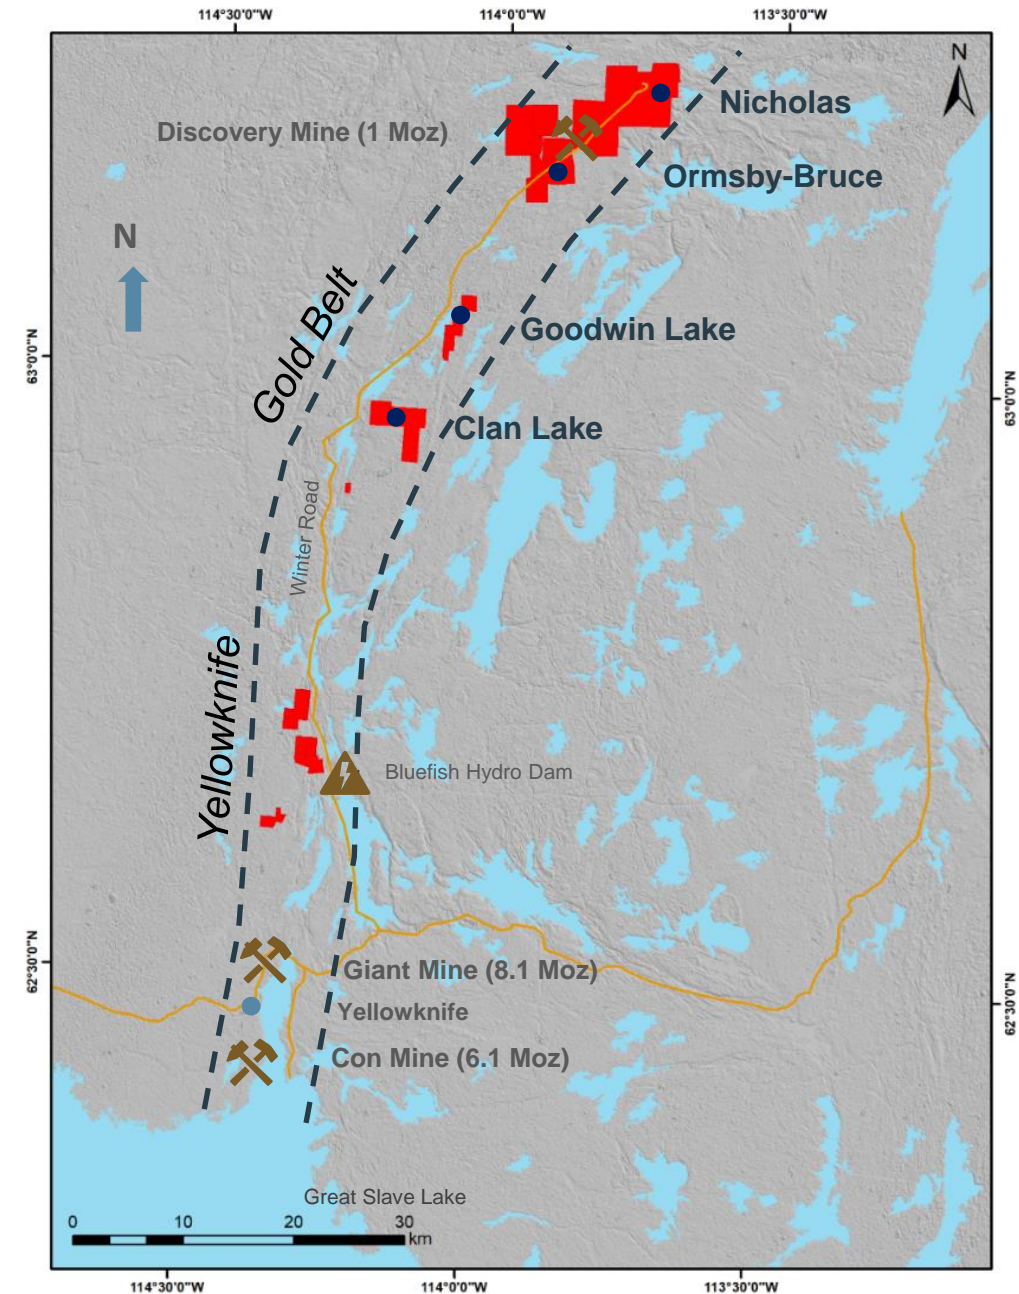 114°30'0"W
114°0'0"W
113°30'0"W
N
Nicholas
Discovery Mine (1 Moz)
Ormsby-Bruce
N
Gold Belt
Goodwin Lake
63°0'0"N
63°0'0"N
Clan Lake
Winter Road
Yellowknife
Bluefish Hydro Dam
62°30'0"N
Giant Mine (8.1 Moz)
62°30'0"N
Yellowknife
Con Mine (6.1 Moz)
Great Slave Lake
0 10 20 30
km
114°30'0"W
114°0'0"W
113°30'0"W